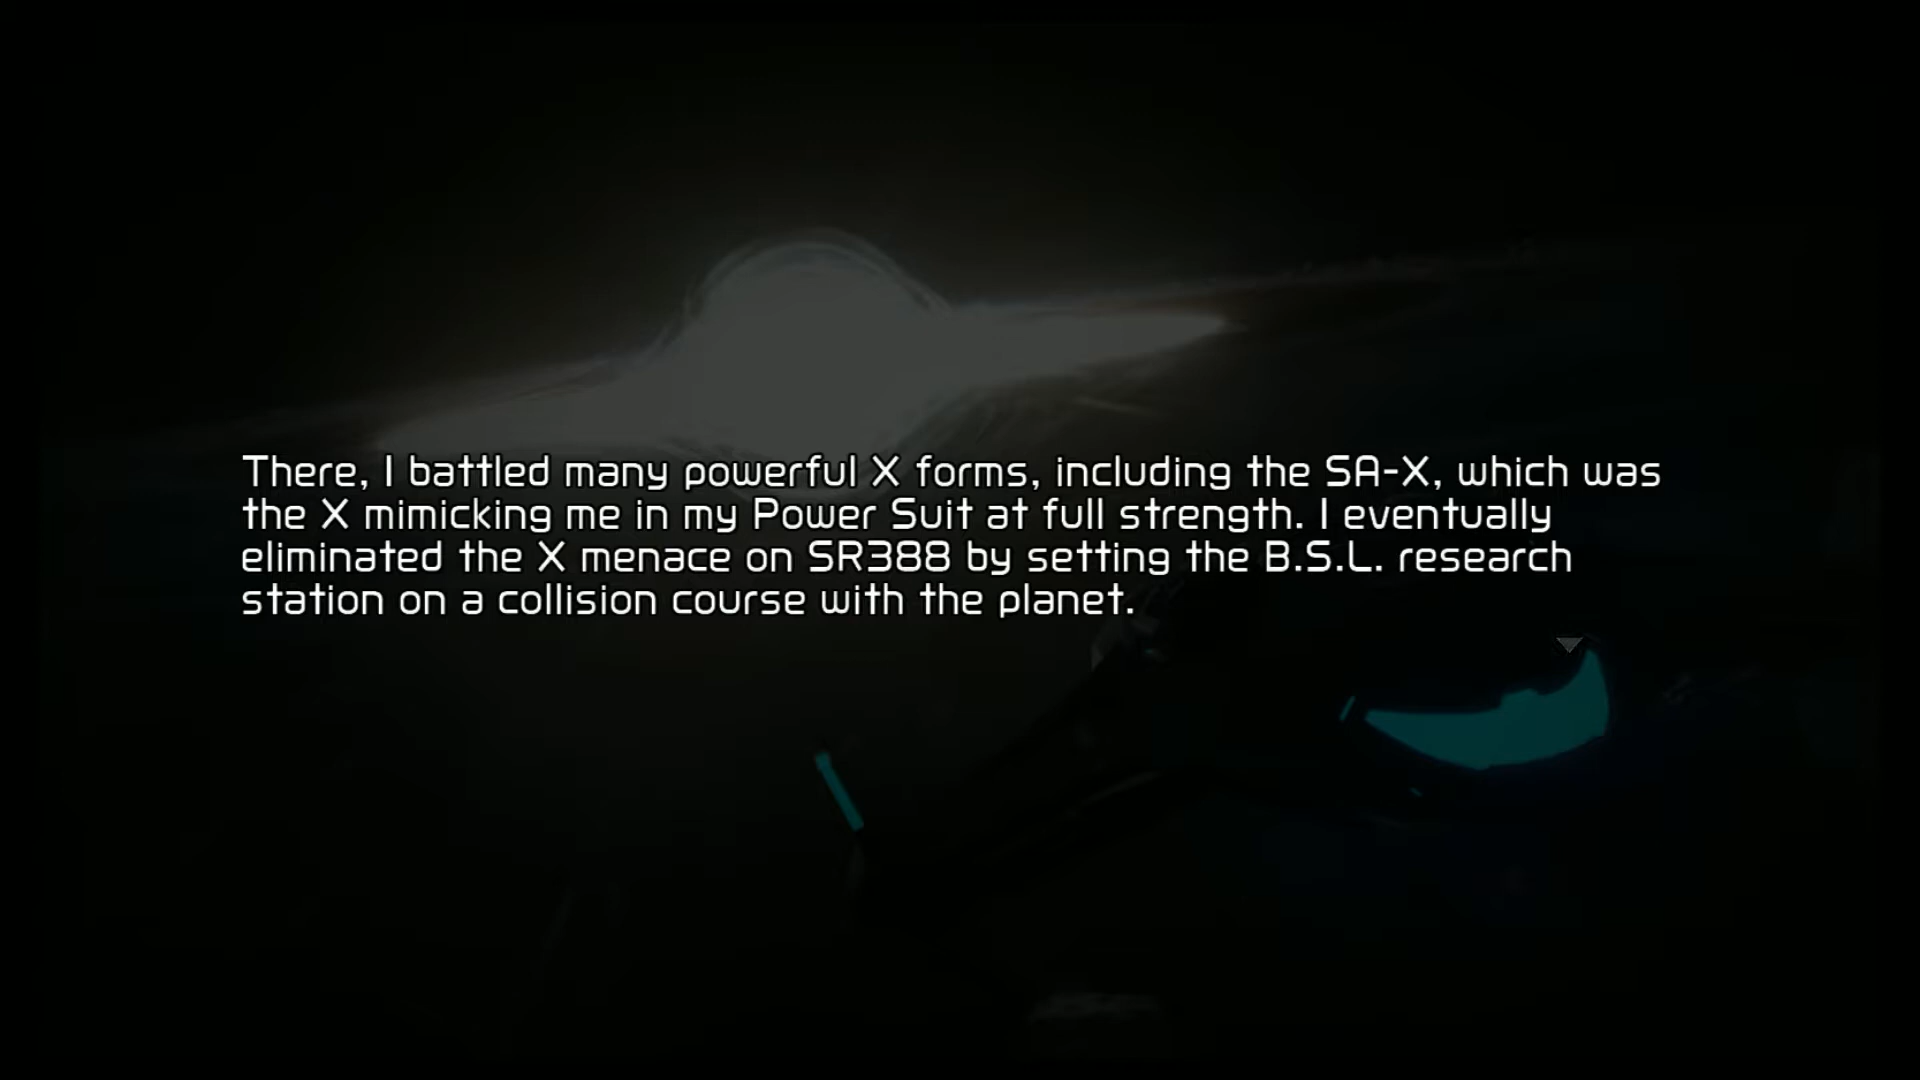 There, I battled many powerful X forms, including the SA-X, which was
the X mimicking me in my Power Suit at full strength. I eventually
eliminated the X menace on SR388 by setting the B.S.L. research
station on a collision course with the planet.